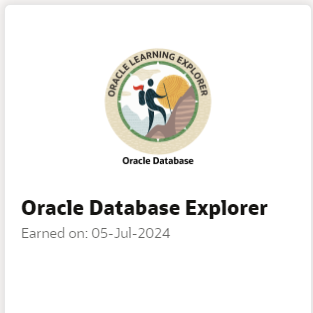 ORACLE LEARNING EXPLORER
Oracle Database
Oracle Database Explorer
Earned on: 05-Jul-2024